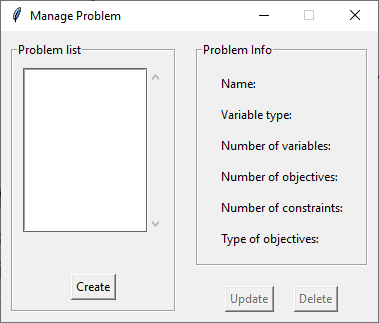 Manage Problem
Problem list
Create
Problem Info
Name:
Variable type:
Number of variables:
Number of objectives:
Number of constraints:
Type of objectives:
Update
Delete